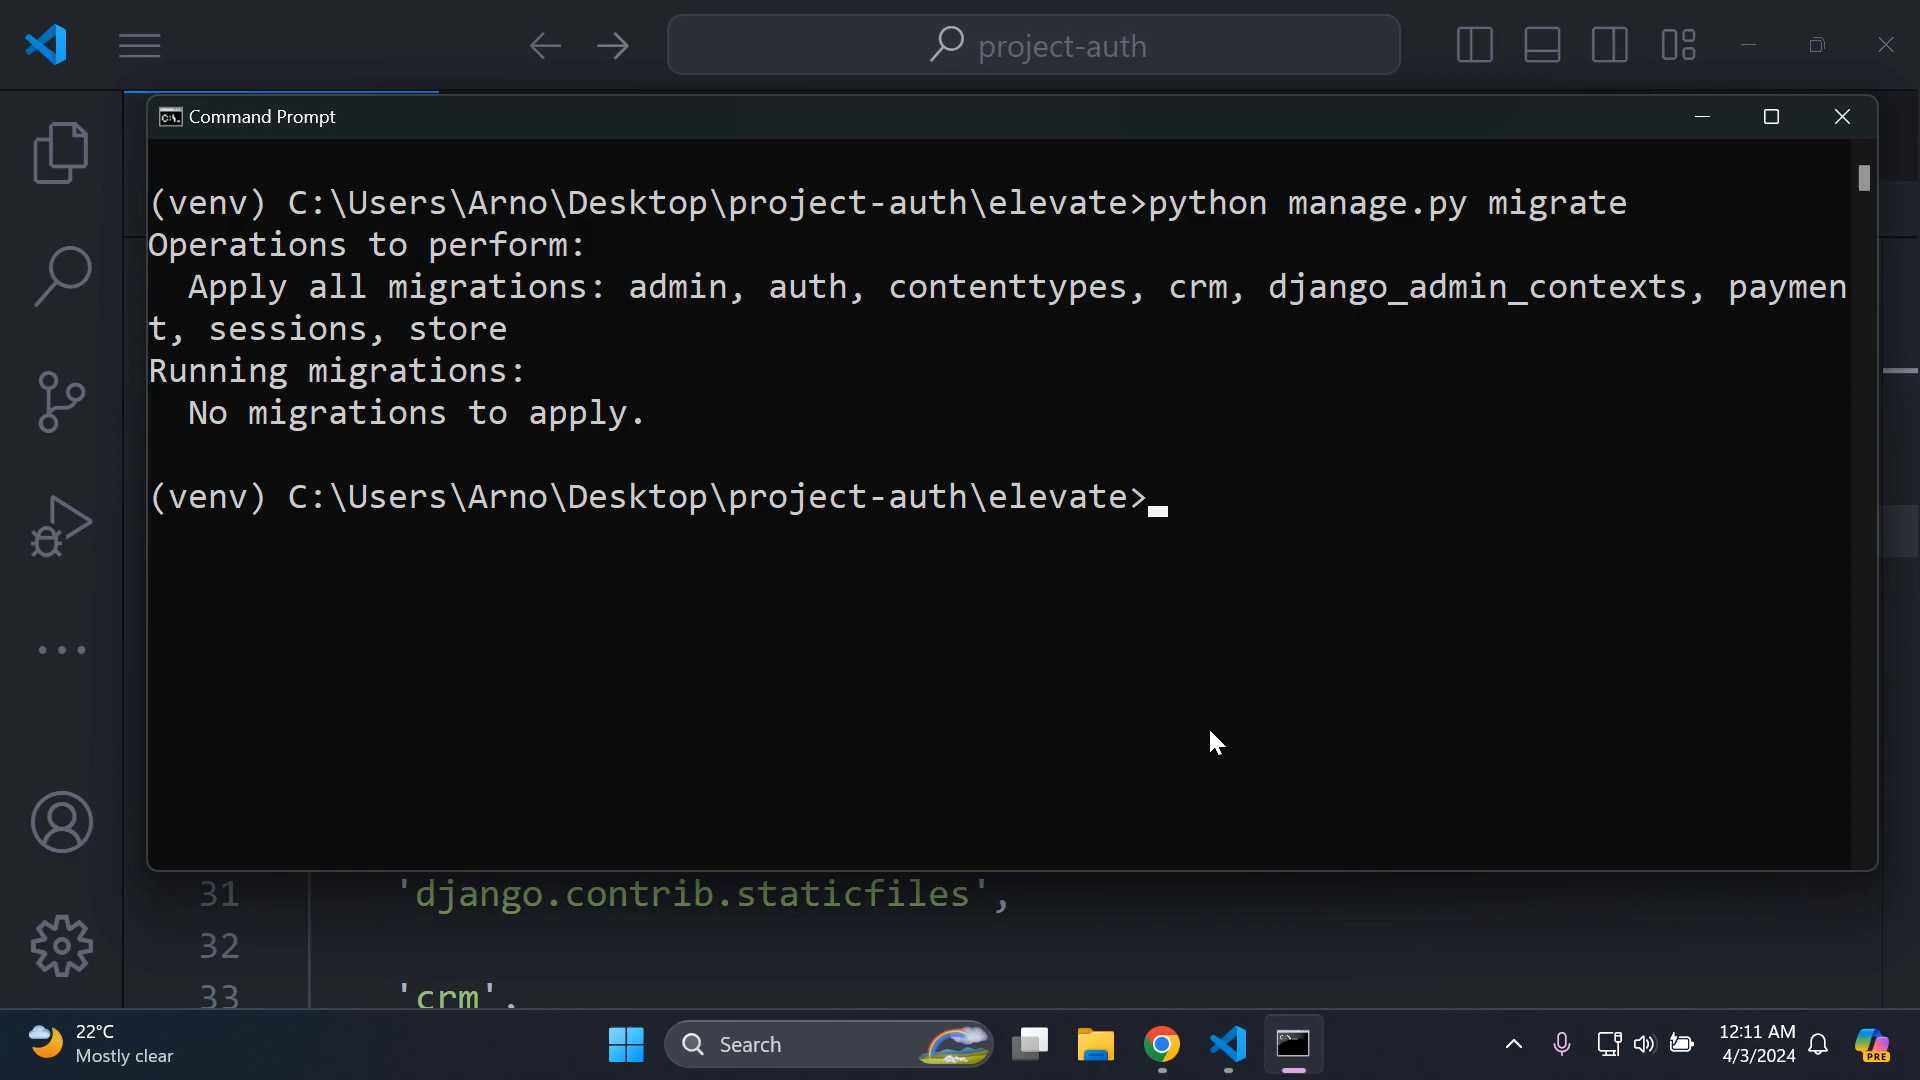 project-auth
Command Prompt
(venv) C:\Users\Arno\Desktop\project-auth\elevate>python manage.py migrate
Operations to perform:
Apply all migrations: admin, auth, contenttypes, crm, django_admin_contexts, paymen
t, sessions, store
Running migrations:
No migrations to apply.
(venv) C:\Users\Arno\Desktop\project-auth\elevate>
31 'django.contrib.staticfiles',
32
33 'crm',
22°C
Mostly clear
Search
12:11 AM
4/3/2024
PRE